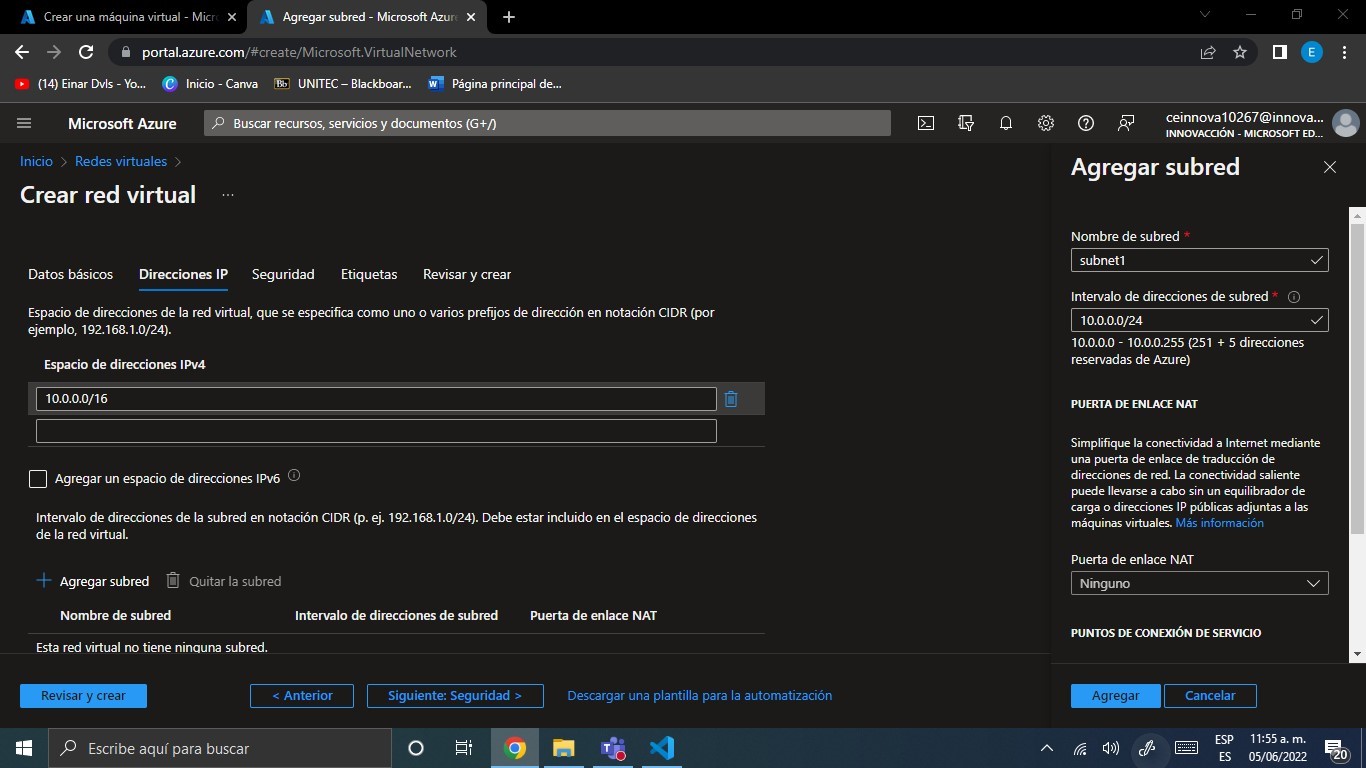 Crear una máquina virtual - Micr
Agregar subred - Microsoft Azure
portal.azure.com/#create/Microsoft.VirtualNetwork
E
(14) Einar Dvls - Yo...
Inicio - Canva
Bb
UNITEC – Blackboar...
Página principal de...
Microsoft Azure
Buscar recursos, servicios y documentos (G+/)
ceinnova10267@innova...
INNOVACCIÓN - MICROSOFT ED...
Inicio > Redes virtuales >
Crear red virtual ...
Datos básicos
Direcciones IP
Seguridad
Etiquetas
Revisar y crear
Espacio de direcciones de la red virtual, que se especifica como uno o varios prefijos de dirección en notación CIDR (por
ejemplo, 192.168.1.0/24).
Espacio de direcciones IPv4
10.0.0.0/16
Agregar un espacio de direcciones IPv6
Intervalo de direcciones de la subred en notación CIDR (p. ej. 192.168.1.0/24). Debe estar incluido en el espacio de direcciones
de la red virtual.
+ Agregar subred
Quitar la subred
Nombre de subred
Intervalo de direcciones de subred
Puerta de enlace NAT
Esta red virtual no tiene ninguna subred.
Revisar y crear
< Anterior
Siguiente: Seguridad >
Descargar una plantilla para la automatización
Agregar subred
Nombre de subred *
subnet1
Intervalo de direcciones de subred *
10.0.0.0/24
10.0.0.0 - 10.0.0.255 (251 + 5 direcciones
reservadas de Azure)
PUERTA DE ENLACE NAT
Simplifique la conectividad a Internet mediante
una puerta de enlace de traducción de
direcciones de red. La conectividad saliente
puede llevarse a cabo sin un equilibrador de
carga o direcciones IP públicas adjuntas a las
máquinas virtuales. Más información
Puerta de enlace NAT
Ninguno
PUNTOS DE CONEXIÓN DE SERVICIO
Agregar
Cancelar
Escribe aquí para buscar
ESP
ES
11:55 a. m.
05/06/2022
20